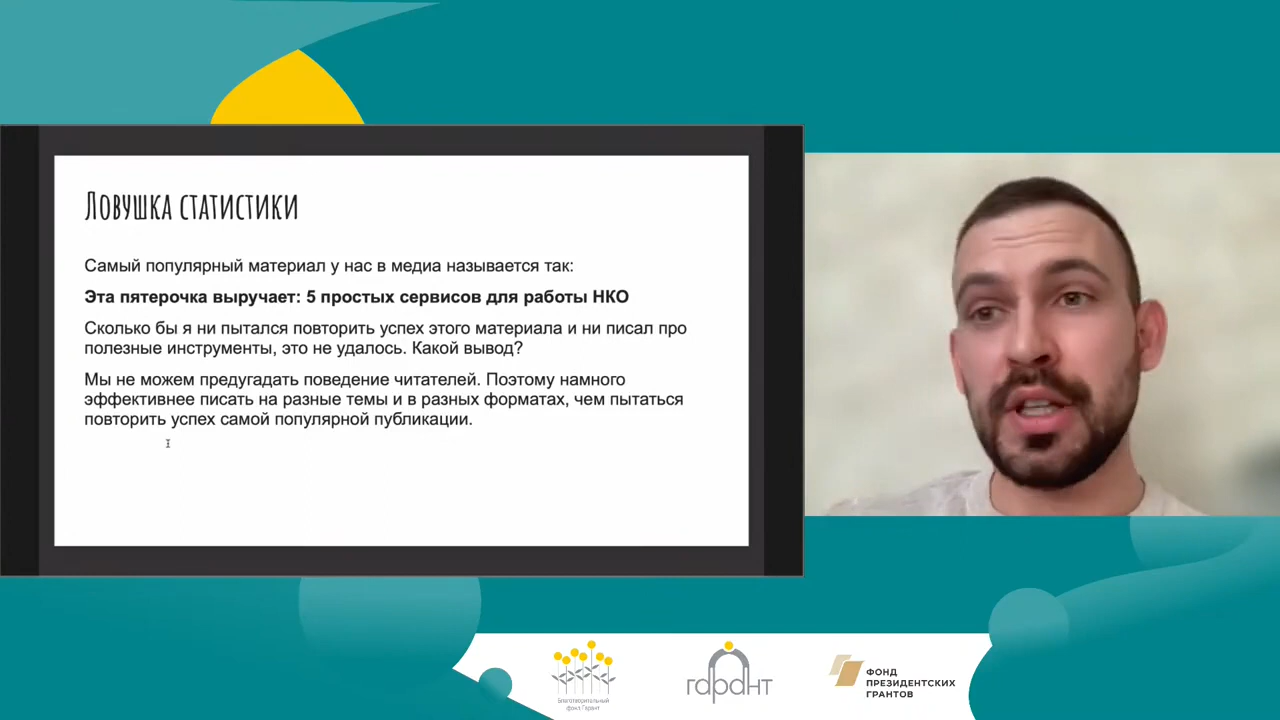 Ловушка статистики
Самый популярный материал у нас в медиа называется так:
Эта пятерочка выручает: 5 простых сервисов для работы НКО
Сколько бы я ни пытался повторить успех этого материала и ни писал про
полезные инструменты, это не удалось. Какой вывод?
Мы не можем предугадать поведение читателей. Поэтому намного
эффективнее писать на разные темы и в разных форматах, чем пытаться
повторить успех самой популярной публикации.
Благотворительный
фонд Гарант
гарант
ФОНД
ПРЕЗИДЕНТСКИХ
ГРАНТОВ